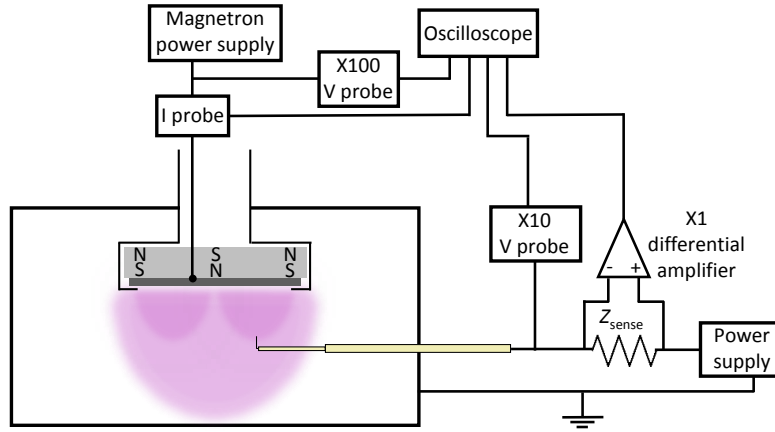 Magnetron
power supply
Oscilloscope
X100
V probe
I probe
X10
V probe
X1
differential
amplifier
N S N
S N S
- +
Zsense
Power
supply